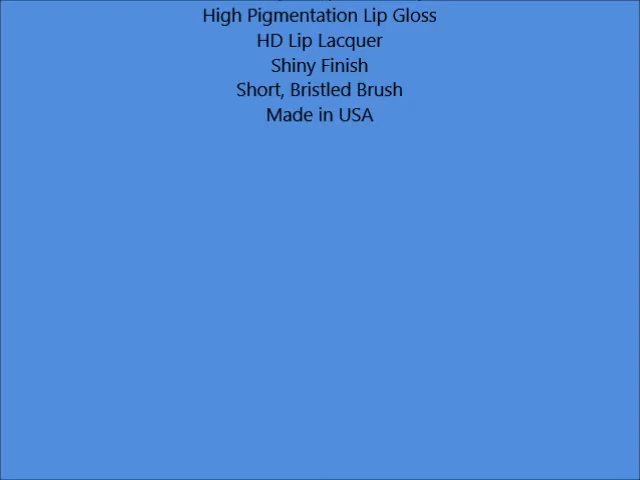 High Pigmentation Lip Gloss
HD Lip Lacquer
Shiny Finish
Short, Bristled Brush
Made in USA